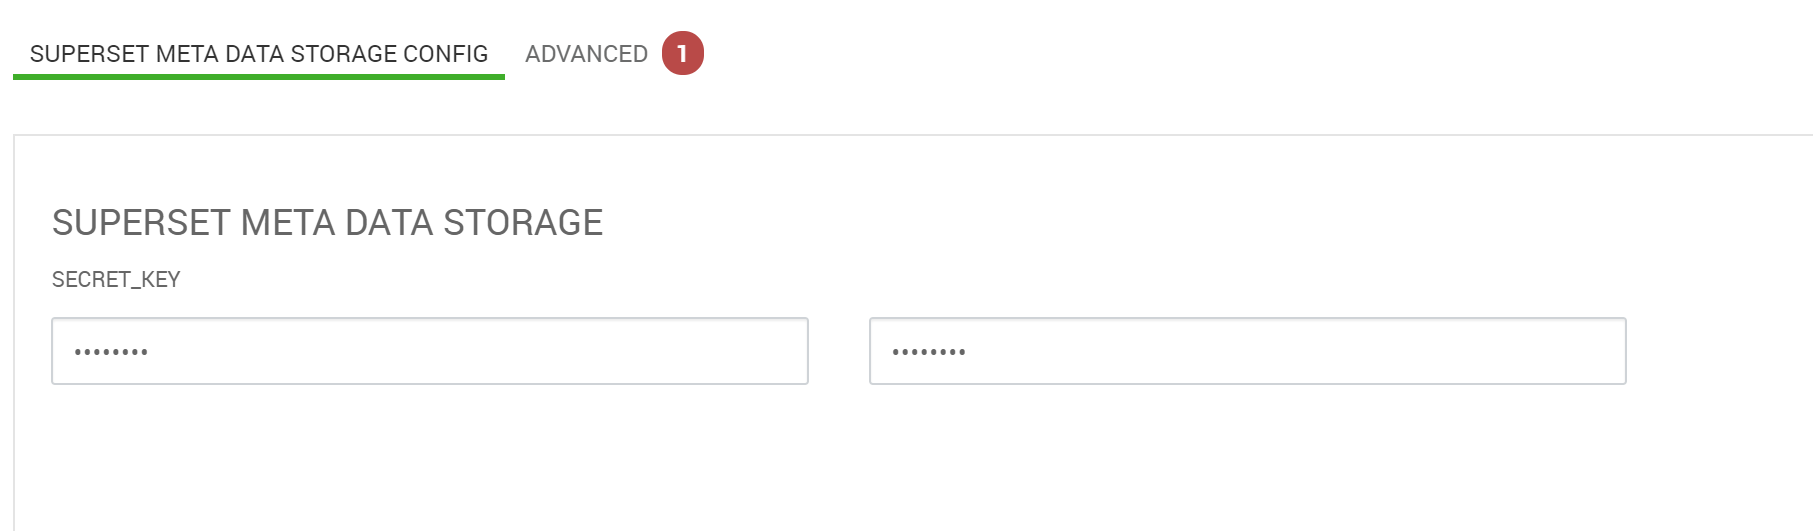 SUPERSET META DATA STORAGE CONFIG ADVANCED 1
SUPERSET META DATA STORAGE
SECRET_KEY
•••••••• ••••••••